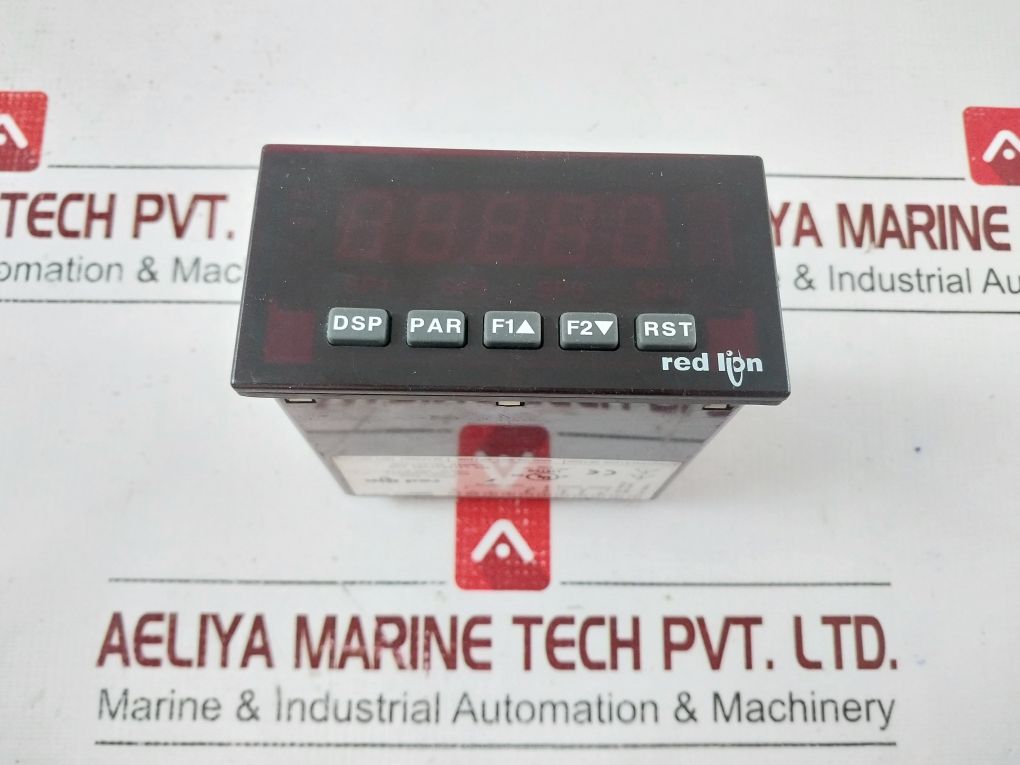 TECH PVT.
YA MARINE
omation & Mac
& Industrial Au
SP1
DSP PAR F1▲ F2▼ RST
red lion
AELIYA MARINE TECH PVT. LTD.
Marine & Industrial Automation & Machinery